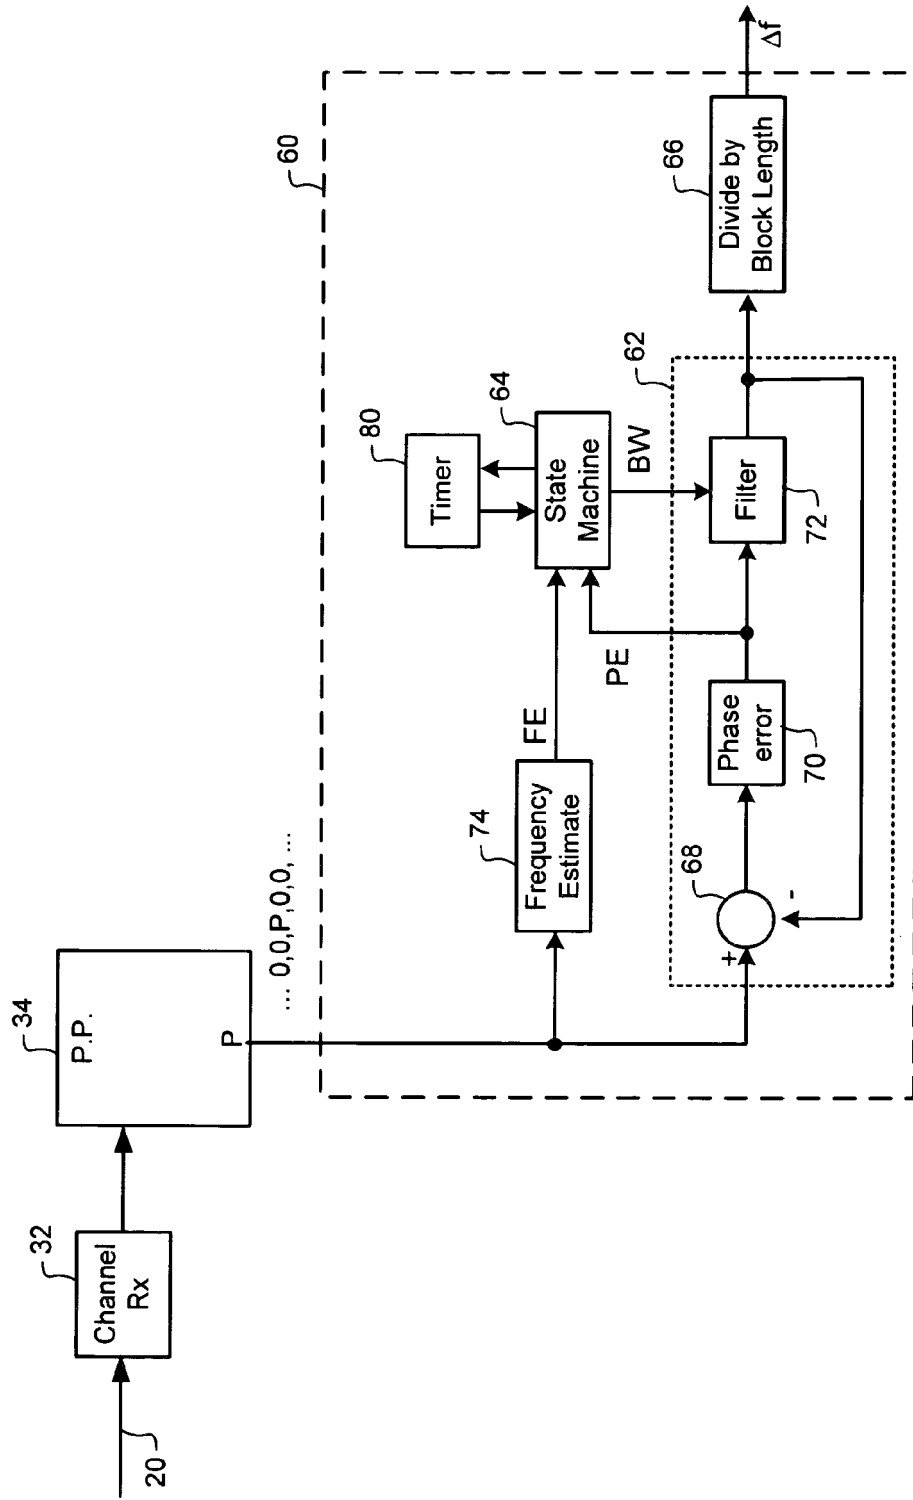 20
32
Channel
Rx
34
P.P.
P
... 0,0,P,0,0, ...
60
74
Frequency
Estimate
FE
80
Timer
64
State
Machine
BW
PE
62
68
+
-
Phase
error
70
Filter
72
66
Divide by
Block Length
Δf